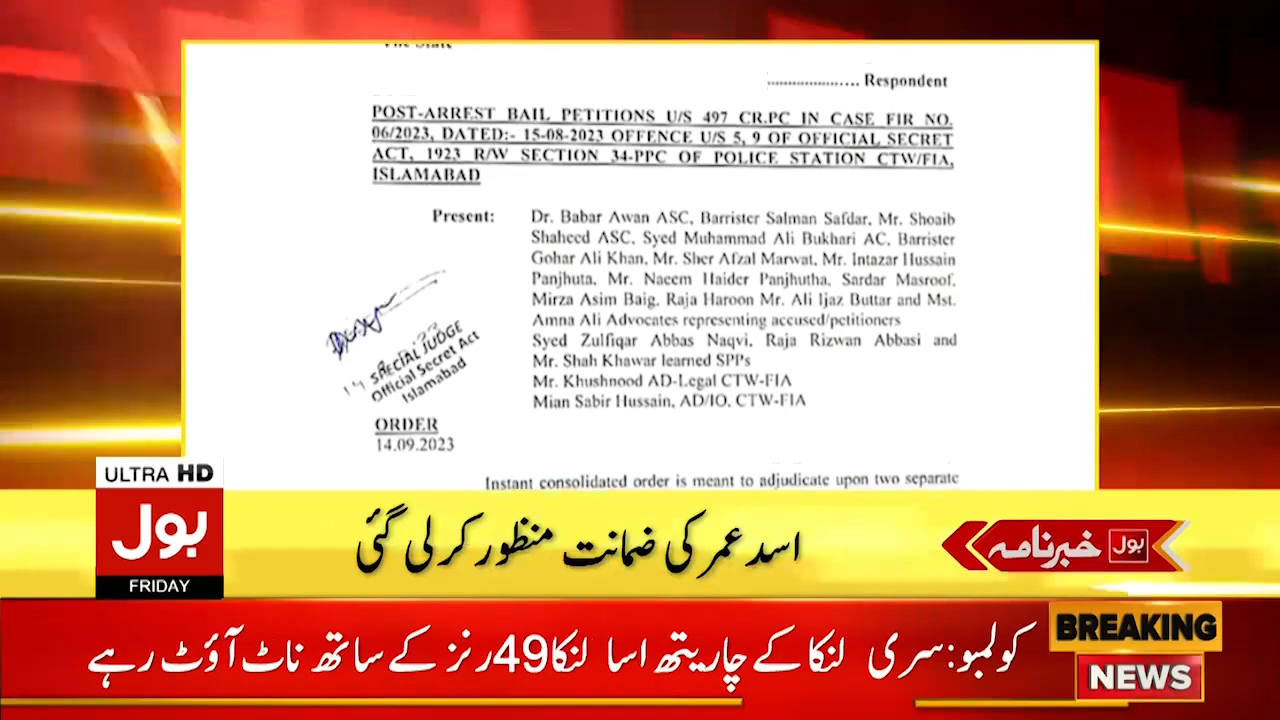 The State
.................... Respondent
POST-ARREST BAIL PETITIONS U/S 497 CR.PC IN CASE FIR NO.
06/2023, DATED:- 15-08-2023 OFFENCE U/S 5, 9 OF OFFICIAL SECRET
ACT, 1923 R/W SECTION 34-PPC OF POLICE STATION CTW/FIA,
ISLAMABAD
Present: Dr. Babar Awan ASC, Barrister Salman Safdar, Mr. Shoaib
Shaheed ASC, Syed Muhammad Ali Bukhari AC, Barrister
Gohar Ali Khan, Mr. Sher Afzal Marwat, Mr. Intazar Hussain
Panjhuta, Mr. Naeem Haider Panjhutha, Sardar Masroof,
Mirza Asim Baig, Raja Haroon Mr. Ali Ijaz Buttar and Mst.
Amna Ali Advocates representing accused/petitioners
Syed Zulfiqar Abbas Naqvi, Raja Rizwan Abbasi and
Mr. Shah Khawar learned SPPs
Mr. Khushnood AD-Legal CTW-FIA
Mian Sabir Hussain, AD/IO, CTW-FIA
SPECIAL JUDGE
Official Secret Act
Islamabad
ORDER
14.09.2023
Instant consolidated order is meant to adjudicate upon two separate
ULTRA HD
بول
FRIDAY
اسد عمر کی ضمانت منظور کر لی گئی
بول خبرنامہ
کولمبو: سری لنکا کے چاریتھ اسا لنکا 49 رنز کے ساتھ ناٹ آؤٹ رہے
BREAKING
NEWS